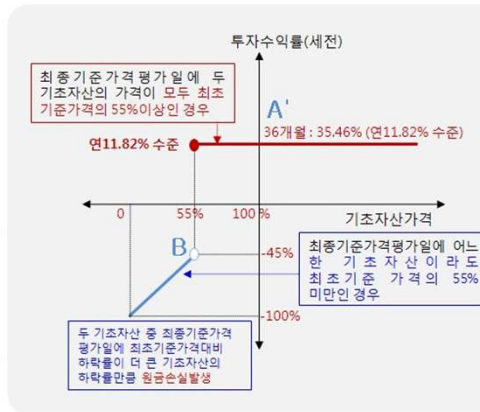 투자수익률(세전)
최종기준가격평가일에 두
기초자산의 가격이 모두 최초
기준가격의 55%이상인 경우
A'
36개월 : 35.46% (연11.82% 수준)
연11.82% 수준
0
55%
100 %
기초자산가격
B
-45%
최종기준가격평가일에 어느
한 기초자산이라도
최초기준 가격의 55%
미만인 경우
-100%
두 기초자산 중 최종기준가격
평가일에 최초기준가격대비
하락률이 더 큰 기초자산의
하락률만큼 원금손실발생